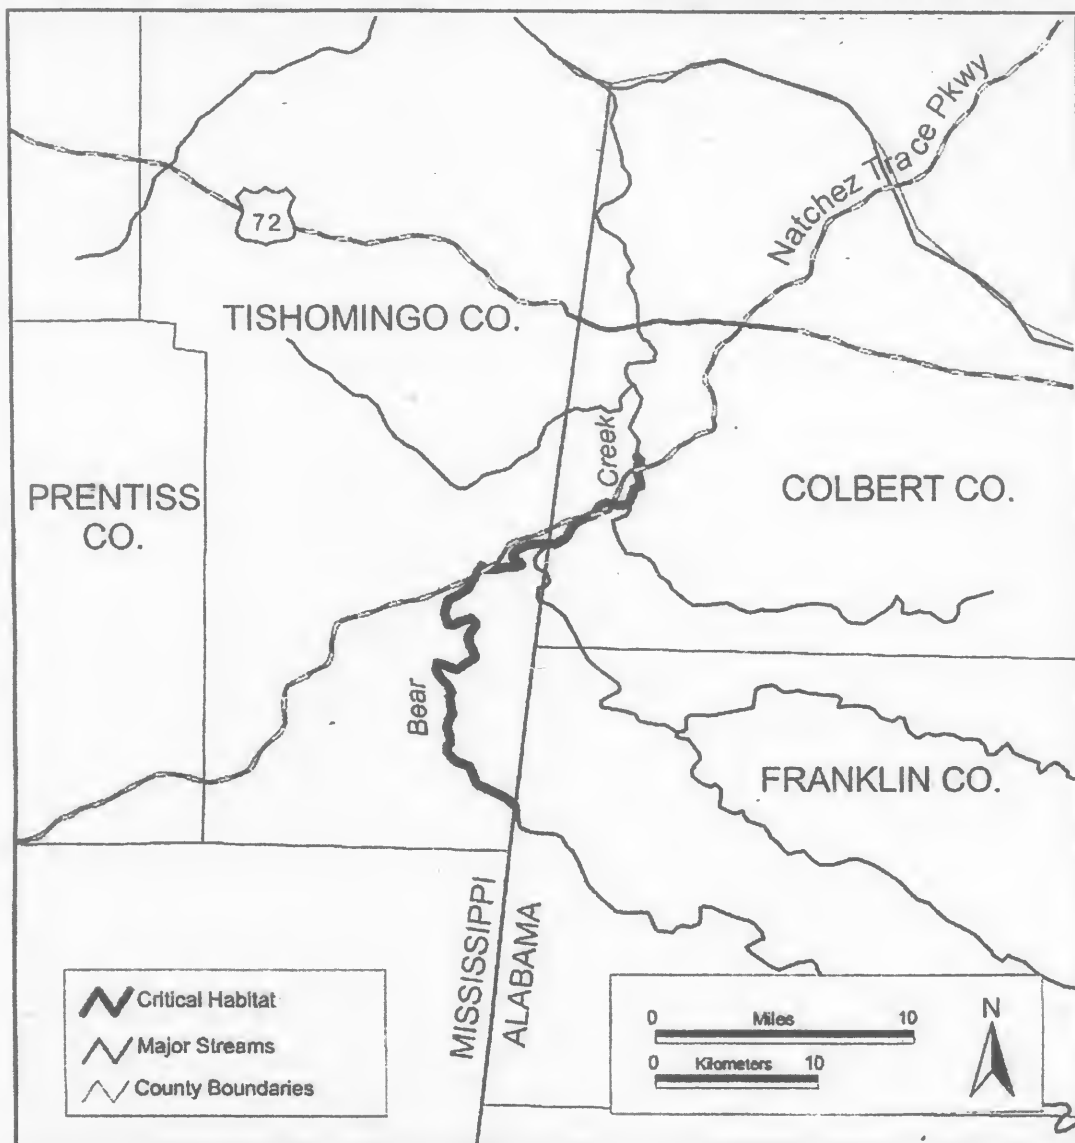 Natchez Trace Pkwy
72
TISHOMINGO CO.
Creek
PRENTISS
CO.
COLBERT CO.
Bear
FRANKLIN CO.
MISSISSIPPI
ALABAMA
Critical Habitat
Major Streams
County Boundaries
0 Miles 10
0 Kilometers 10
N